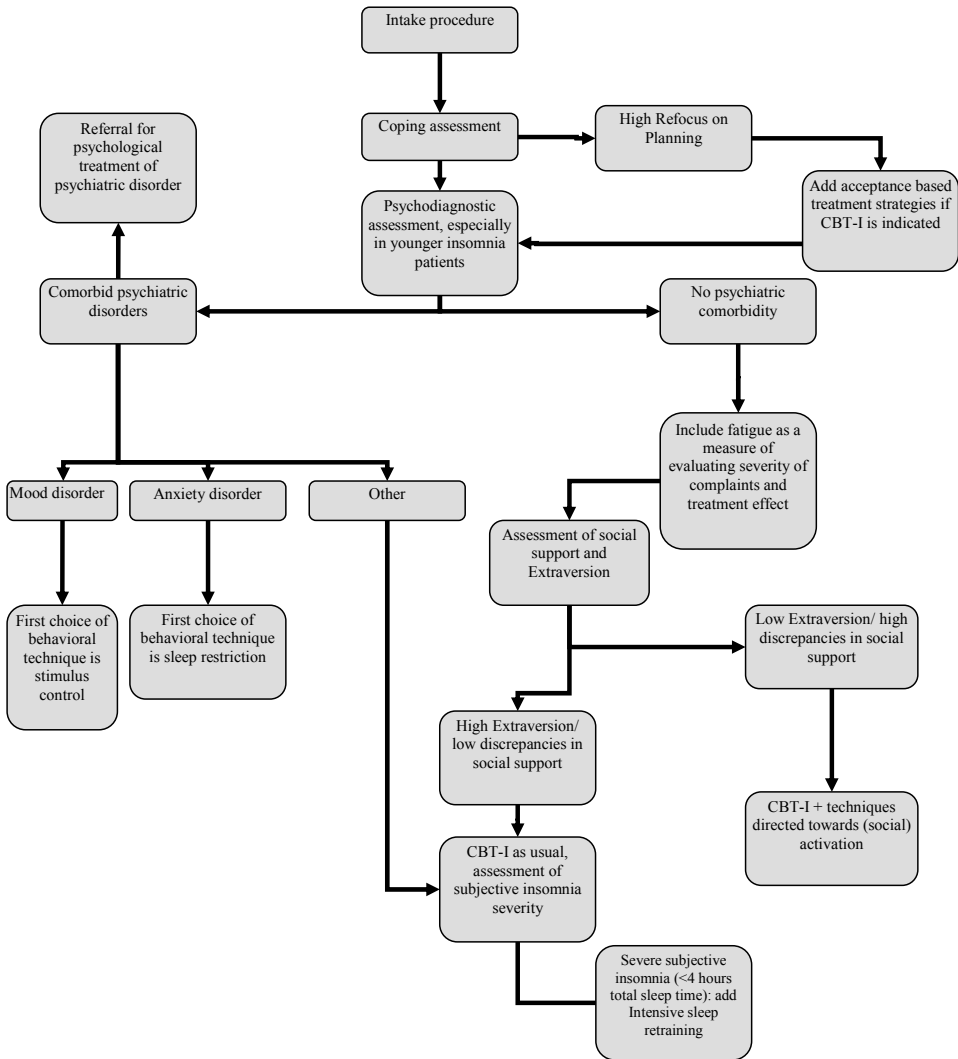 Intake procedure
Coping assessment
High Refocus on
Planning
Referral for
psychological
treatment of
psychiatric disorder
Add acceptance based
treatment strategies if
CBT-I is indicated
Psychodiagnostic
assessment, especially
in younger insomnia
patients
Comorbid psychiatric
disorders
No psychiatric
comorbidity
Include fatigue as a
measure of
evaluating severity of
complaints and
treatment effect
Mood disorder
Anxiety disorder
Other
Assessment of social
support and
Extraversion
First choice of
behavioral
technique is
stimulus
control
First choice of
behavioral technique
is sleep restriction
Low Extraversion/ high
discrepancies in social
support
High Extraversion/
low discrepancies in
social support
CBT-I + techniques
directed towards (social)
activation
CBT-I as usual,
assessment of
subjective insomnia
severity
Severe subjective
insomnia (<4 hours
total sleep time): add
Intensive sleep
retraining